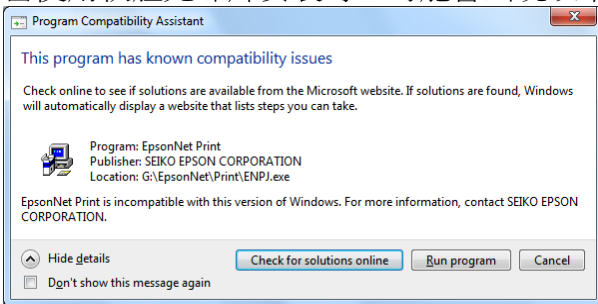 Program Compatibility Assistant
This program has known compatibility issues
Check online to see if solutions are available from the Microsoft website. If solutions are found, Windows
will automatically display a website that lists steps you can take.
Program: EpsonNet Print
Publisher: SEIKO EPSON CORPORATION
Location: G:\EpsonNet\Print\ENPJ.exe
EpsonNet Print is incompatible with this version of Windows. For more information, contact SEIKO EPSON
CORPORATION.
Hide details
Check for solutions online
Run program
Cancel
Don't show this message again